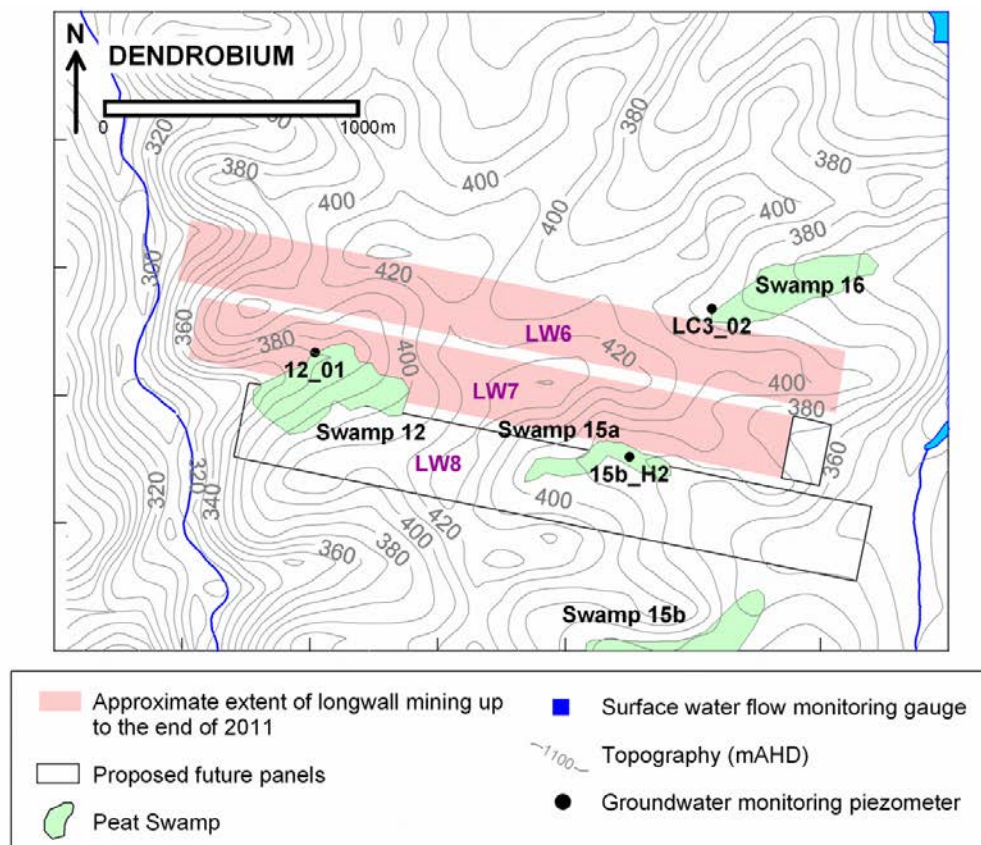 N
DENDROBIUM
0
1000m
380
320
380
380
400
400
400
400
380
300
420
Swamp 16
LC3_02
360
LW6
380
420
12_01
400
400
LW7
380
Swamp 12
Swamp 15a
360
LW8
15b_H2
320
320
340
400
400
420
360
380
Swamp 15b
Approximate extent of longwall mining up
to the end of 2011
Proposed future panels
Peat Swamp
Surface water flow monitoring gauge
1100
Topography (mAHD)
Groundwater monitoring piezometer